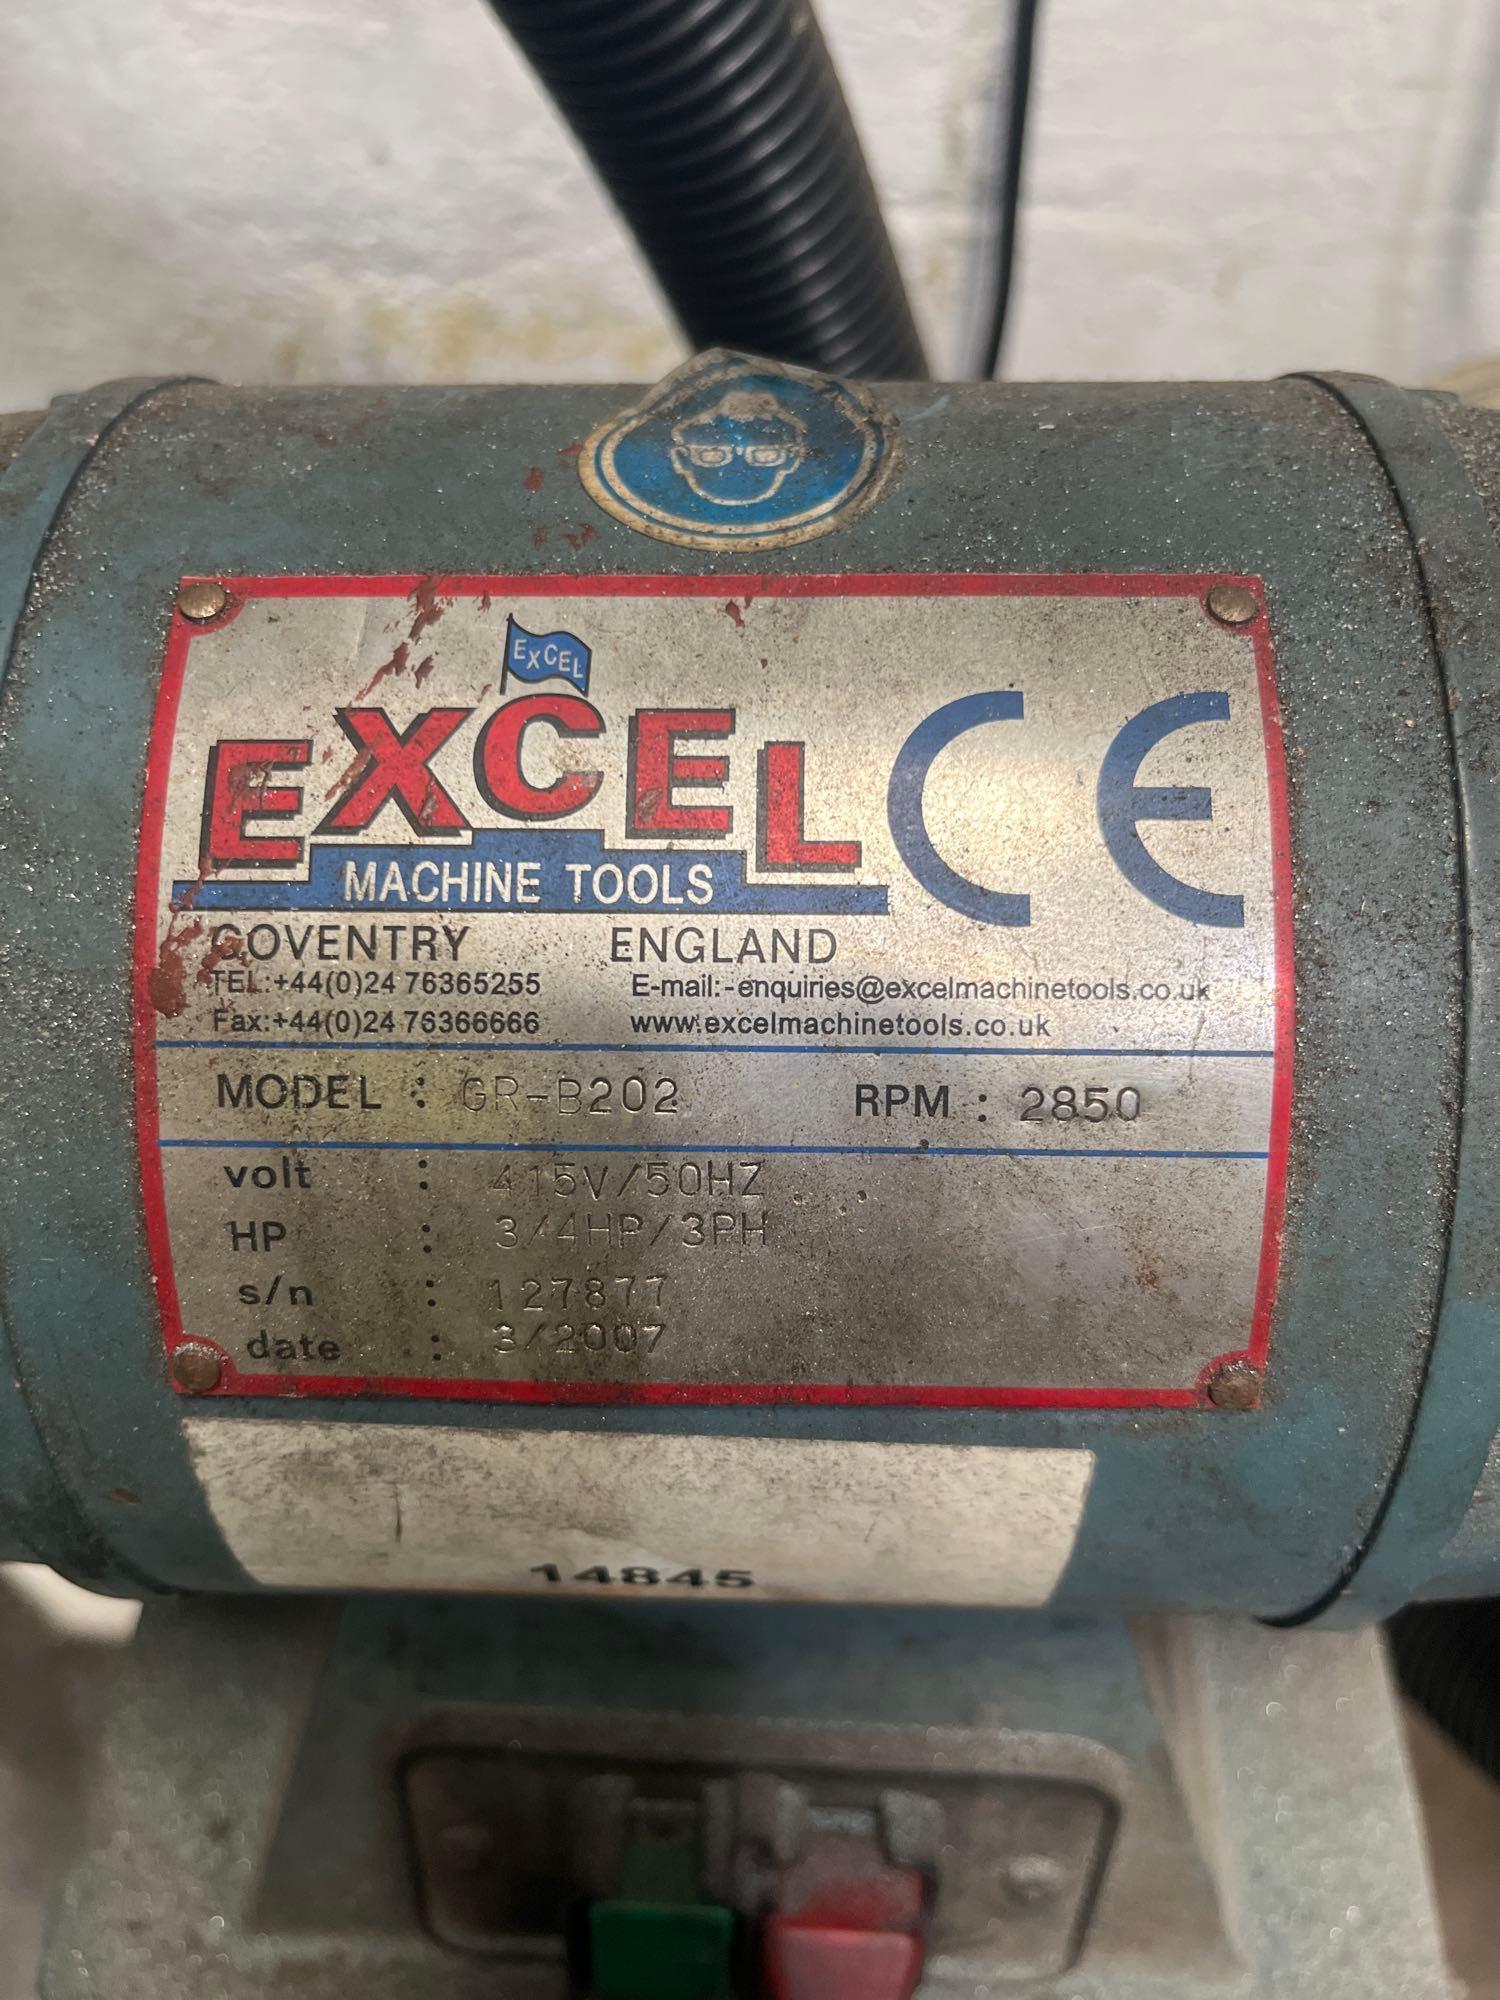 EXCEL
EXCEL
MACHINE TOOLS
CE
COVENTRY ENGLAND
TEL:+44(0)24 76365255 E-mail:-enquiries@excelmachinetools.co.uk
Fax:+44(0)24 76366666 www.excelmachinetools.co.uk
MODEL : GR-B202 RPM : 2850
volt : 415V/50HZ
HP : 3/4HP/3PH
s/n : 127877
date : 3/2007
14845